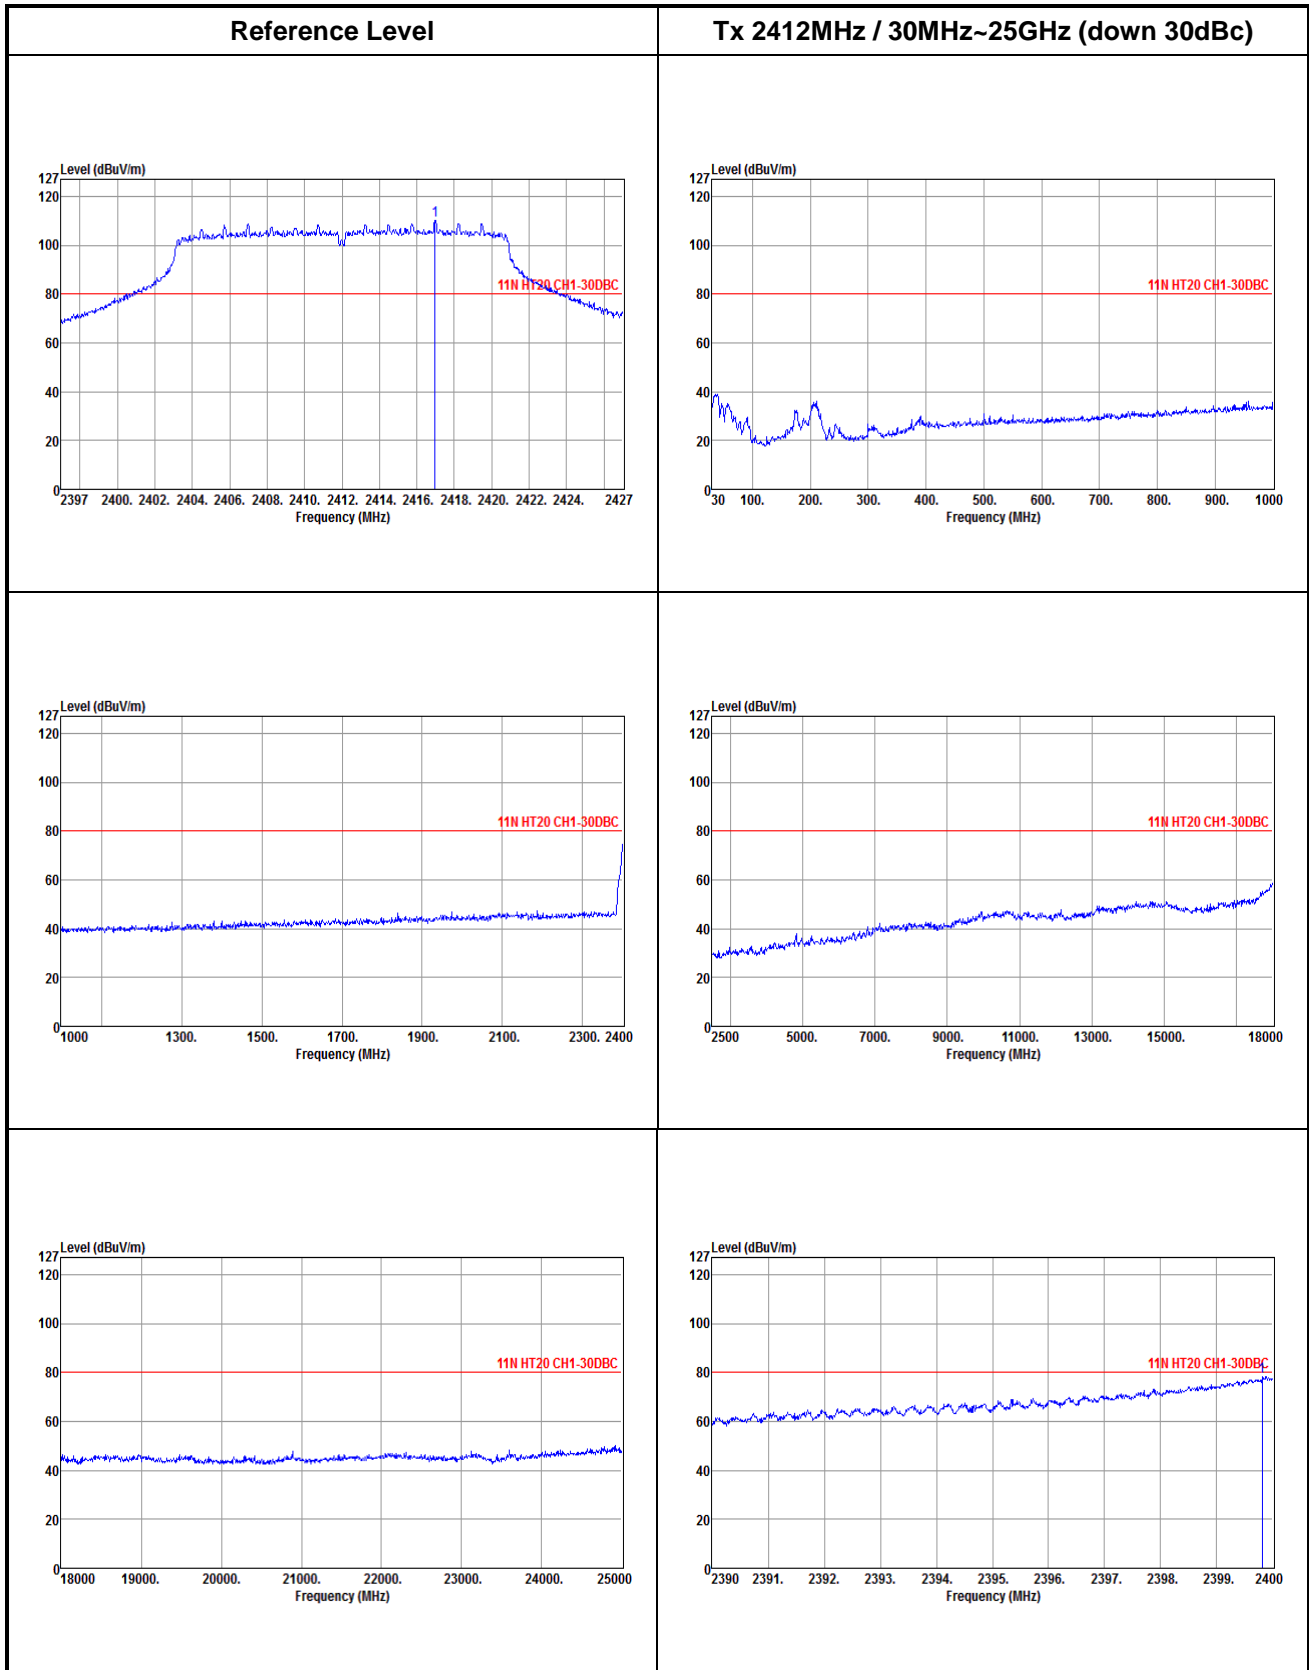 Reference Level
Tx 2412MHz / 30MHz~25GHz (down 30dBc)
Level (dBuV/m)
127
120
100
80
60
40
20
0
1
11N HT20 CH1-30DBC
2397 2400. 2402. 2404. 2406. 2408. 2410. 2412. 2414. 2416. 2418. 2420. 2422. 2424. 2427
Frequency (MHz)
Level (dBuV/m)
127
120
100
80
60
40
20
0
11N HT20 CH1-30DBC
30 100. 200. 300. 400. 500. 600. 700. 800. 900. 1000
Frequency (MHz)
Level (dBuV/m)
127
120
100
80
60
40
20
0
11N HT20 CH1-30DBC
1000 1300. 1500. 1700. 1900. 2100. 2300. 2400
Frequency (MHz)
Level (dBuV/m)
127
120
100
80
60
40
20
0
11N HT20 CH1-30DBC
2500 5000. 7000. 9000. 11000. 13000. 15000. 18000
Frequency (MHz)
Level (dBuV/m)
127
120
100
80
60
40
20
0
11N HT20 CH1-30DBC
18000 19000. 20000. 21000. 22000. 23000. 24000. 25000
Frequency (MHz)
Level (dBuV/m)
127
120
100
80
60
40
20
0
11N HT20 CH1-30DBC
2390 2391. 2392. 2393. 2394. 2395. 2396. 2397. 2398. 2399. 2400
Frequency (MHz)